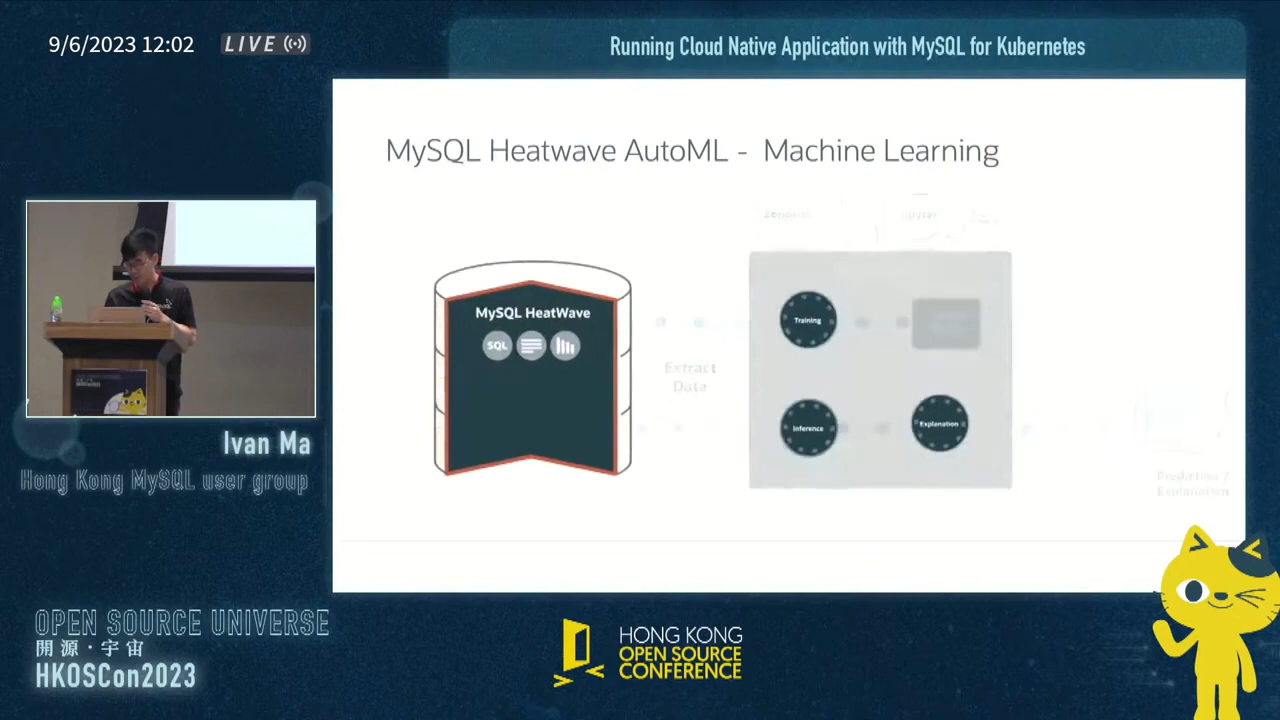 9/6/2023 12:02
LIVE
Running Cloud Native Application with MySQL for Kubernetes
MySQL Heatwave AutoML - Machine Learning
MySQL HeatWave
SQL
Extract
Data
Training
Inference
Explanation
Prediction /
Explanation
Ivan Ma
Hong Kong MySQL user group
OPEN SOURCE UNIVERSE
開源・宇宙
HKOSCon2023
HONG KONG
OPEN SOURCE
CONFERENCE